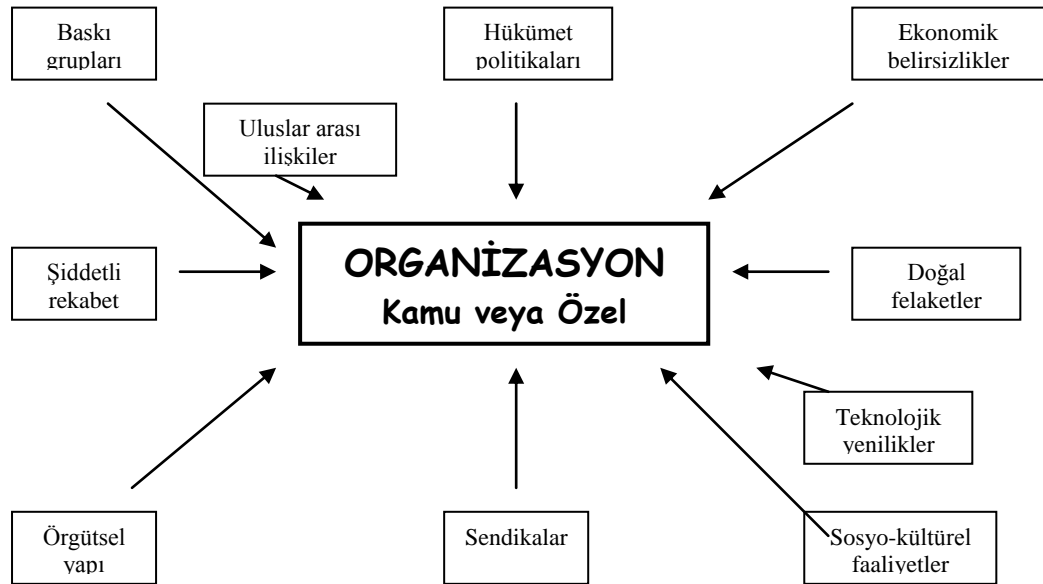 Baskı
grupları
Hükümet
politikaları
Ekonomik
belirsizlikler
Uluslar arası
ilişkiler
ORGANİZASYON
Kamu veya Özel
Şiddetli
rekabet
Doğal
felaketler
Teknolojik
yenilikler
Örgütsel
yapı
Sendikalar
Sosyo-kültürel
faaliyetler